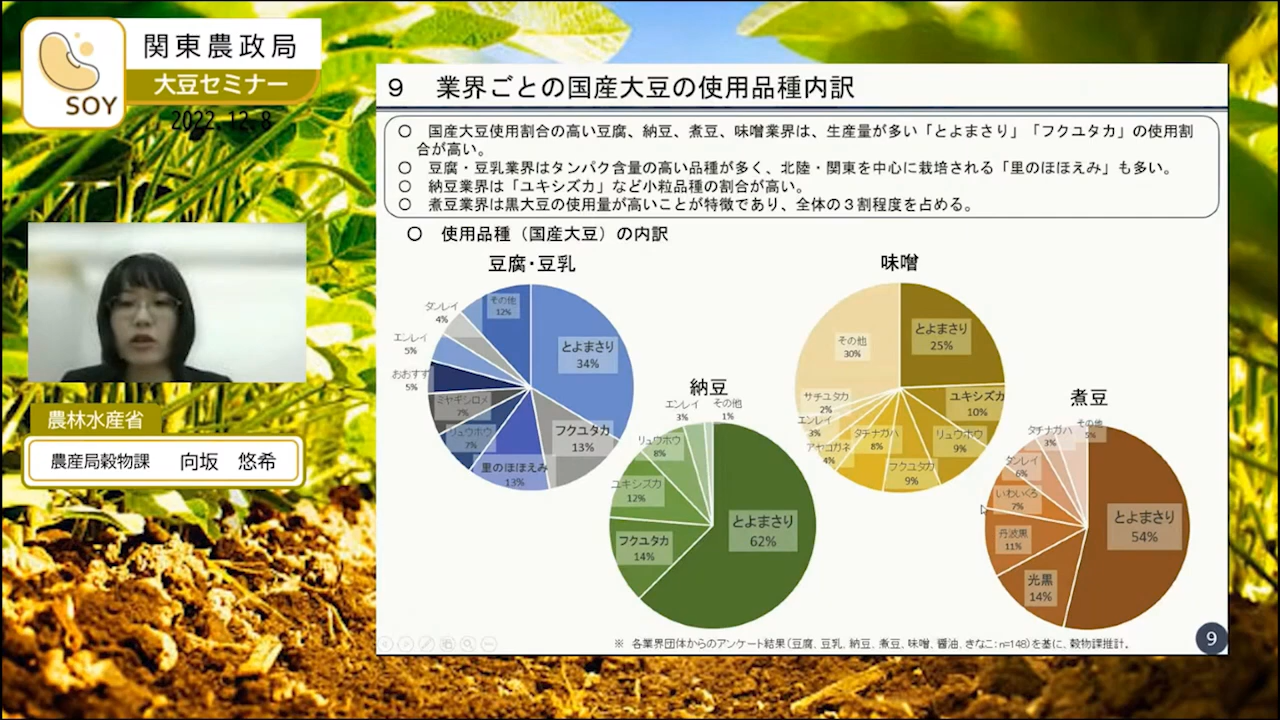 SOY
関東農政局
大豆セミナー
2022.12.8
農林水産省
農産局穀物課 向坂 悠希
9 業界ごとの国産大豆の使用品種内訳
○ 国産大豆使用割合の高い豆腐、納豆、煮豆、味噌業界は、生産量が多い「とよまさり」「フクユタカ」の使用割
合が高い。
○ 豆腐・豆乳業界はタンパク含量の高い品種が多く、北陸・関東を中心に栽培される「里のほほえみ」も多い。
○ 納豆業界は「ユキシズカ」など小粒品種の割合が高い。
○ 煮豆業界は黒大豆の使用量が高いことが特徴であり、全体の3割程度を占める。
○ 使用品種(国産大豆)の内訳
豆腐・豆乳
とよまさり
34%
フクユタカ
13%
里のほほえみ
13%
リュウホウ
7%
ミヤギシロメ
7%
おおすず
5%
エンレイ
5%
タンレイ
4%
その他
12%
納豆
とよまさり
62%
フクユタカ
14%
ユキシズカ
12%
リュウホウ
8%
エンレイ
3%
その他
1%
味噌
とよまさり
25%
ユキシズカ
10%
リュウホウ
9%
フクユタカ
9%
タチナガハ
8%
アヤコガネ
4%
エンレイ
3%
サチユタカ
2%
その他
30%
煮豆
とよまさり
54%
光黒
14%
丹波黒
11%
いわいくろ
7%
タンレイ
6%
タチナガハ
3%
その他
5%
※ 各業界団体からのアンケート結果(豆腐、豆乳、納豆、煮豆、味噌、醤油、きなこ:n=148)を基に、穀物課推計。
9